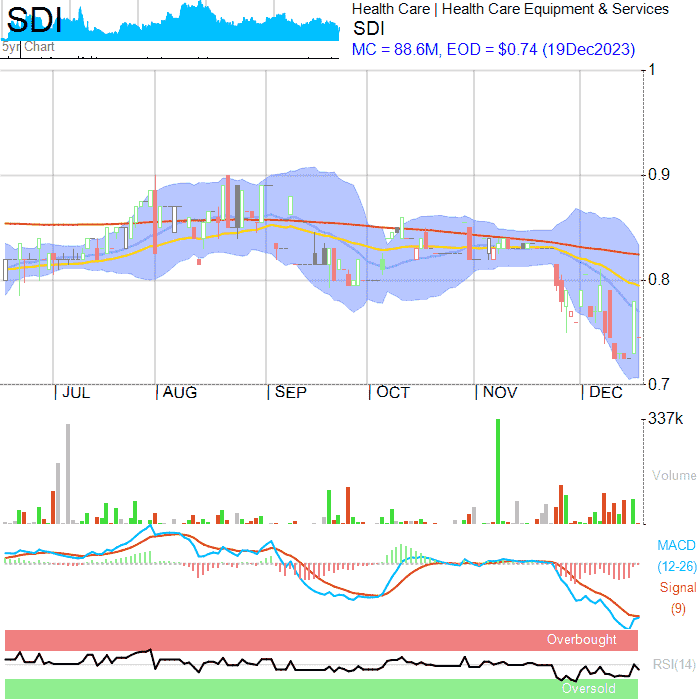 SDI
5yr Chart
Health Care | Health Care Equipment & Services
SDI
MC = 88.6M, EOD = $0.74 (19Dec2023)
1
0.9
0.8
0.7
JUL AUG SEP OCT NOV DEC
337k
Volume
MACD
(12-26)
Signal
(9)
Overbought
RSI(14)
Oversold